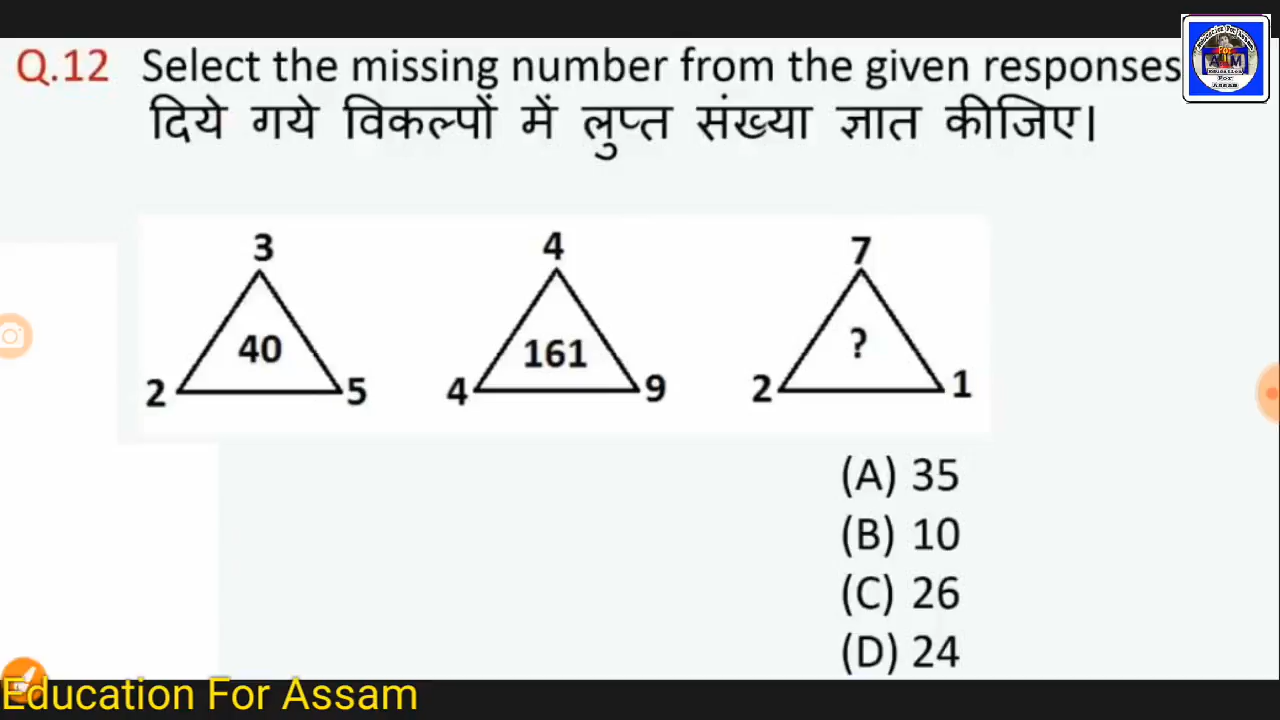 Q.12 Select the missing number from the given responses
दिये गये विकल्पों में लुप्त संख्या ज्ञात कीजिए।
3 4 7
40 161 ?
2 5 4 9 2 1
(A) 35
(B) 10
(C) 26
(D) 24
Education For Assam